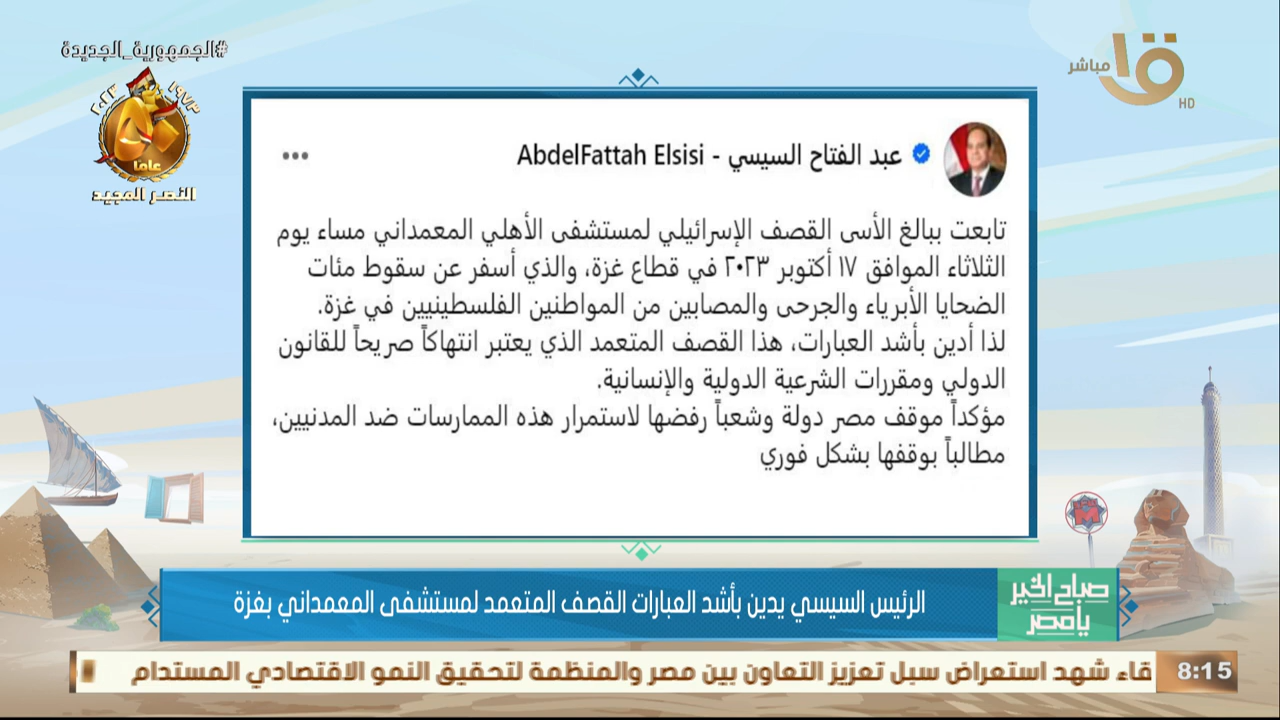 #الجمهورية_الجديدة
١٩٧٣
٢٠٢٣
٥٠
عاما
النصر المجيد
مباشر
HD
عبد الفتاح السيسي - AbdelFattah Elsisi
تابعت ببالغ الأسى القصف الإسرائيلي لمستشفى الأهلي المعمداني مساء يوم
الثلاثاء الموافق ١٧ أكتوبر ٢٠٢٣ في قطاع غزة، والذي أسفر عن سقوط مئات
الضحايا الأبرياء والجرحى والمصابين من المواطنين الفلسطينيين في غزة.
لذا أدين بأشد العبارات، هذا القصف المتعمد الذي يعتبر انتهاكاً صريحاً للقانون
الدولي ومقررات الشرعية الدولية والإنسانية.
مؤكداً موقف مصر دولة وشعباً رفضها لاستمرار هذه الممارسات ضد المدنيين،
مطالباً بوقفها بشكل فوري
صباح الخير
يا مصر
الرئيس السيسي يدين بأشد العبارات القصف المتعمد لمستشفى المعمداني بغزة
8:15
قاء شهد استعراض سبل تعزيز التعاون بين مصر والمنظمة لتحقيق النمو الاقتصادي المستدام